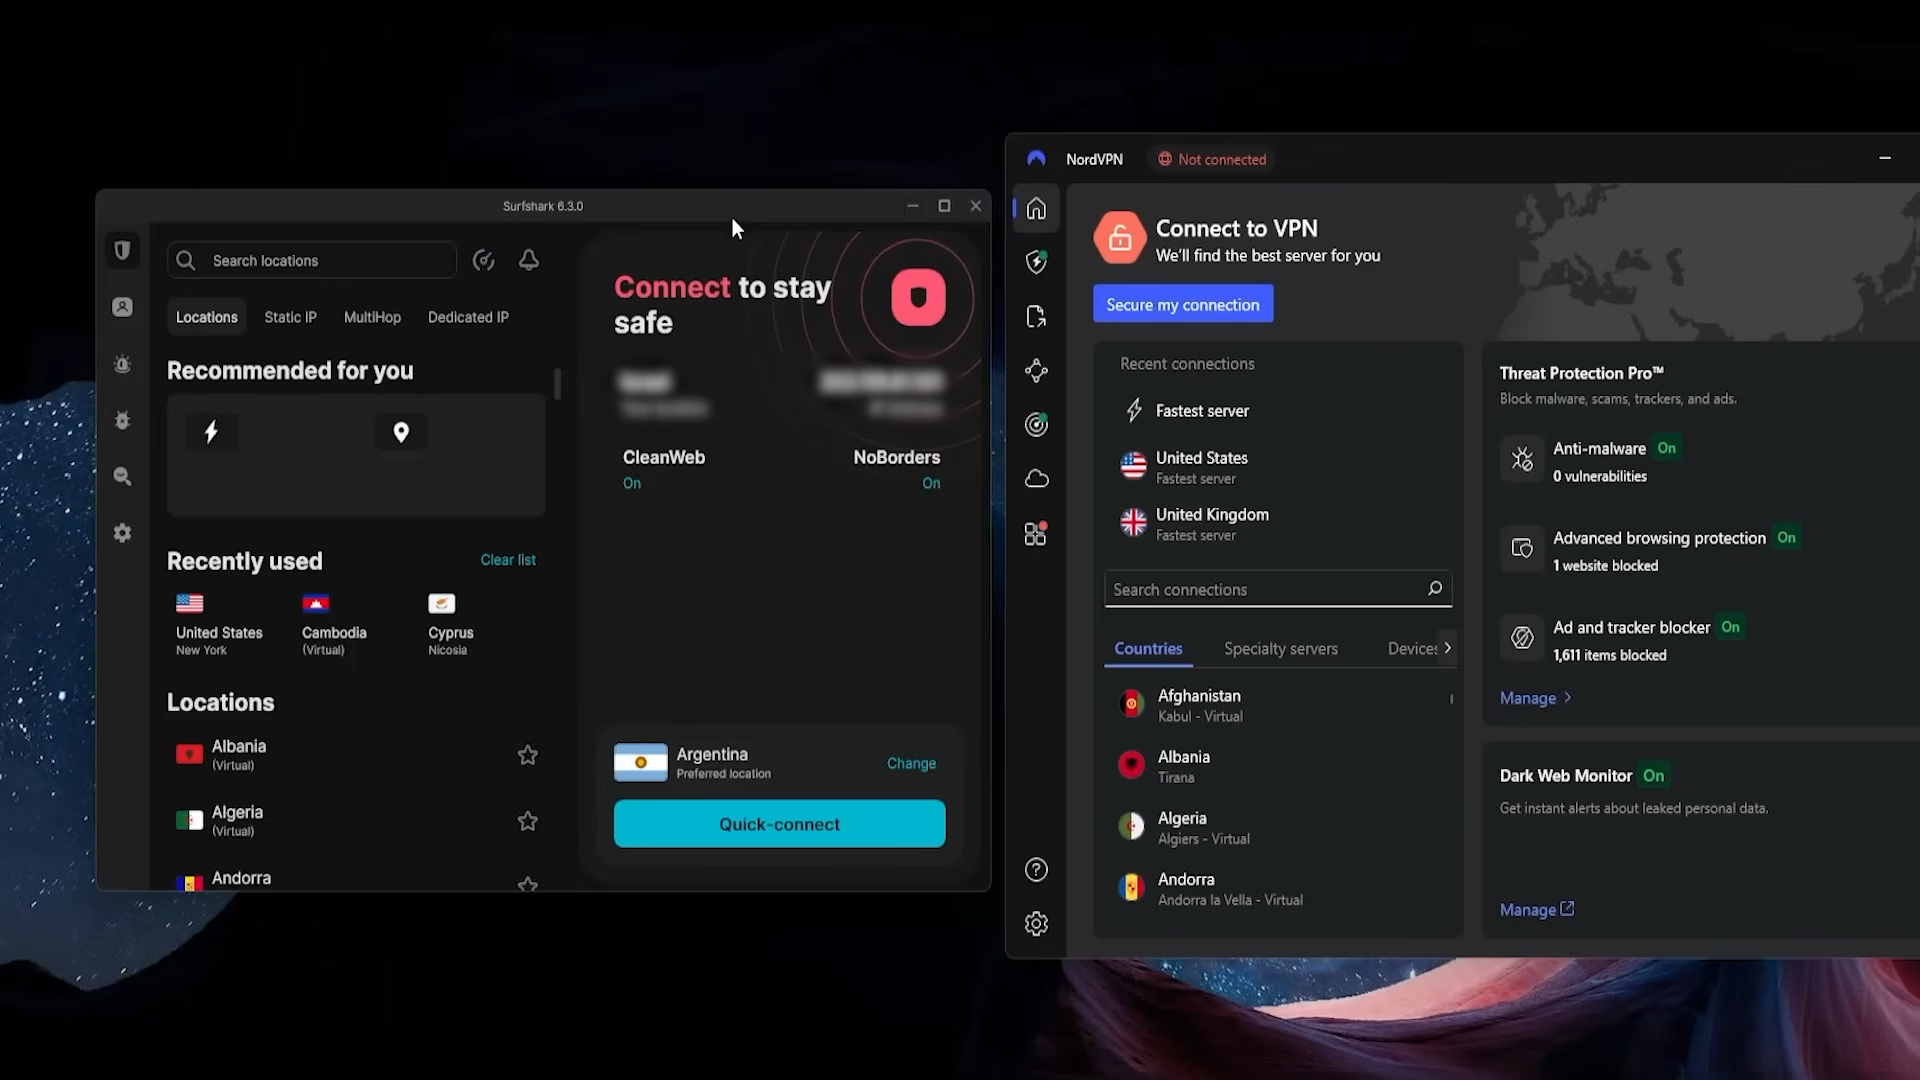 Surfshark 6.3.0
Search locations
Locations
Static IP
MultiHop
Dedicated IP
Recommended for you
Recently used
Clear list
United States
New York
Cambodia
(Virtual)
Cyprus
Nicosia
Locations
Albania
(Virtual)
Algeria
(Virtual)
Andorra
Connect to stay
safe
CleanWeb
On
NoBorders
On
Argentina
Preferred location
Change
Quick-connect
NordVPN
Not connected
Connect to VPN
We'll find the best server for you
Secure my connection
Recent connections
Fastest server
United States
Fastest server
United Kingdom
Fastest server
Search connections
Countries
Specialty servers
Devices
Afghanistan
Kabul - Virtual
Albania
Tirana
Algeria
Algiers - Virtual
Andorra
Andorra la Vella - Virtual
Threat Protection Pro™
Block malware, scams, trackers, and ads.
Anti-malware On
0 vulnerabilities
Advanced browsing protection On
1 website blocked
Ad and tracker blocker On
1,611 items blocked
Manage
Dark Web Monitor On
Get instant alerts about leaked personal data.
Manage